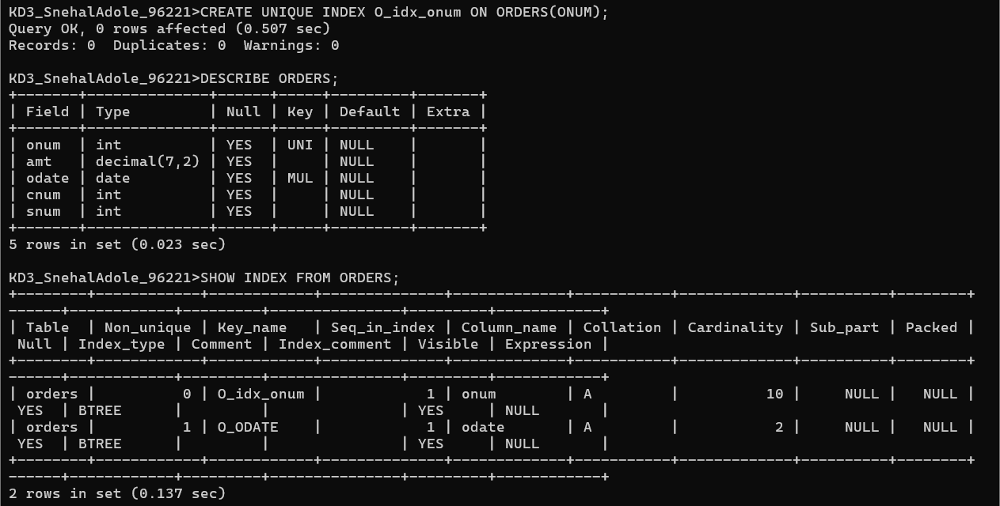 KD3_SnehalAdole_96221>CREATE UNIQUE INDEX O_idx_onum ON ORDERS(ONUM);
Query OK, 0 rows affected (0.507 sec)
Records: 0  Duplicates: 0  Warnings: 0

KD3_SnehalAdole_96221>DESCRIBE ORDERS;
+-------+--------------+------+-----+---------+-------+
| Field | Type         | Null | Key | Default | Extra |
+-------+--------------+------+-----+---------+-------+
| onum  | int          | YES  | UNI | NULL    |       |
| amt   | decimal(7,2) | YES  |     | NULL    |       |
| odate | date         | YES  | MUL | NULL    |       |
| cnum  | int          | YES  |     | NULL    |       |
| snum  | int          | YES  |     | NULL    |       |
+-------+--------------+------+-----+---------+-------+
5 rows in set (0.023 sec)

KD3_SnehalAdole_96221>SHOW INDEX FROM ORDERS;
+--------+------------+------------+--------------+-------------+-----------+-------------+----------+--------+
------+------------+---------+---------------+---------+------------+
| Table  | Non_unique | Key_name   | Seq_in_index | Column_name | Collation | Cardinality | Sub_part | Packed |
 Null | Index_type | Comment | Index_comment | Visible | Expression |
+--------+------------+------------+--------------+-------------+-----------+-------------+----------+--------+
------+------------+---------+---------------+---------+------------+
| orders |          0 | O_idx_onum |            1 | onum        | A         |          10 |     NULL |   NULL |
 YES  | BTREE      |         |               | YES     | NULL       |
| orders |          1 | O_ODATE    |            1 | odate       | A         |           2 |     NULL |   NULL |
 YES  | BTREE      |         |               | YES     | NULL       |
+--------+------------+------------+--------------+-------------+-----------+-------------+----------+--------+
------+------------+---------+---------------+---------+------------+
2 rows in set (0.137 sec)